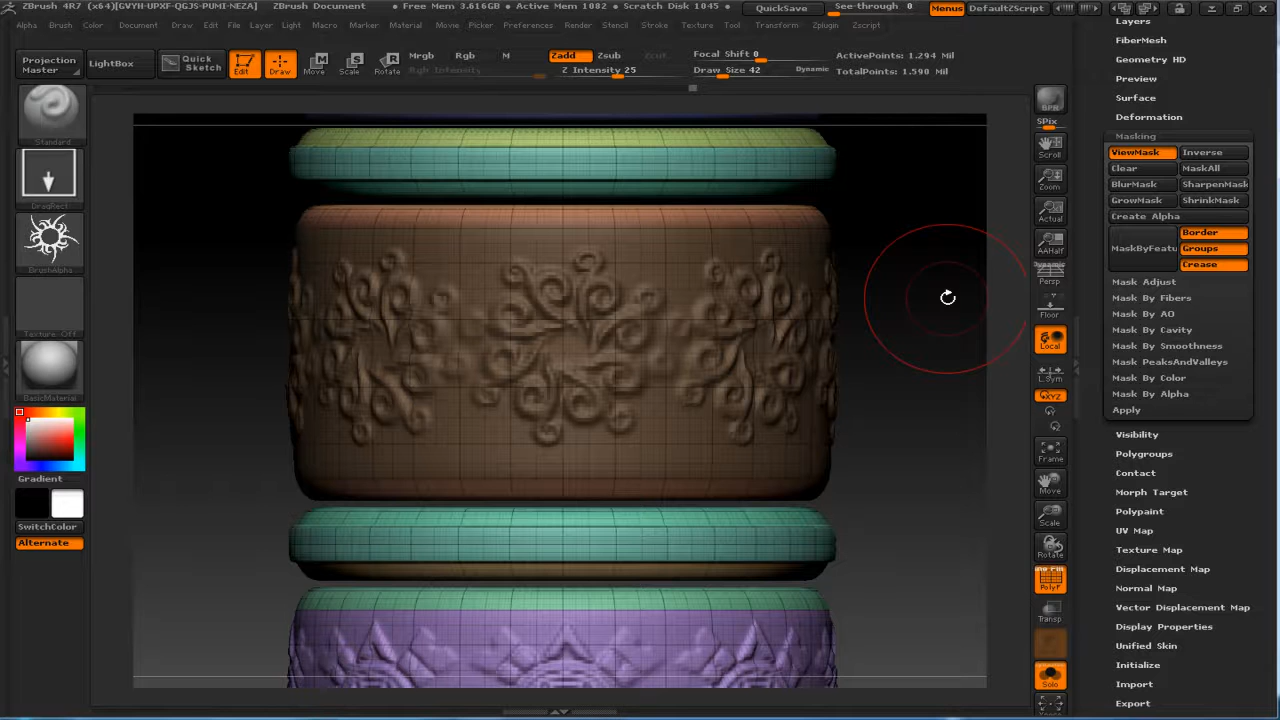 ZBrush 4R7 (x64)[GVYH-UPXF-QGJS-PUMI-NEZA] ZBrush Document • Free Mem 3.616GB • Active Mem 1082 • Scratch Disk 1045 • QuickSave See-through 0 Menus DefaultZScript
Alpha Brush Color Document Draw Edit File Layer Light Macro Marker Material Movie Picker Preferences Render Stencil Stroke Texture Tool Transform Zplugin Zscript
Projection Master
LightBox
Quick Sketch
Edit
Draw
Move
Scale
Rotate
Mrgb Rgb M
Rgb Intensity
Zadd Zsub Zcut
Z Intensity 25
Focal Shift 0
Draw Size 42 Dynamic
ActivePoints: 1.294 Mil
TotalPoints: 1.590 Mil
Standard
DragRect
BrushAlpha
Texture Off
BasicMaterial
Gradient
SwitchColor
Alternate
BPR
SPix
Scroll
Zoom
Actual
AAHalf
Dynamic
Persp
Floor
Local
L.Sym
XYZ
Frame
Move
Scale
Rotate
PolyF
Transp
Solo
Layers
FiberMesh
Geometry HD
Preview
Surface
Deformation
Masking
ViewMask Inverse
Clear MaskAll
BlurMask SharpenMask
GrowMask ShrinkMask
Create Alpha
MaskByFeatu
Border
Groups
Crease
Mask Adjust
Mask By Fibers
Mask By AO
Mask By Cavity
Mask By Smoothness
Mask PeaksAndValleys
Mask By Color
Mask By Alpha
Apply
Visibility
Polygroups
Contact
Morph Target
Polypaint
UV Map
Texture Map
Displacement Map
Normal Map
Vector Displacement Map
Display Properties
Unified Skin
Initialize
Import
Export